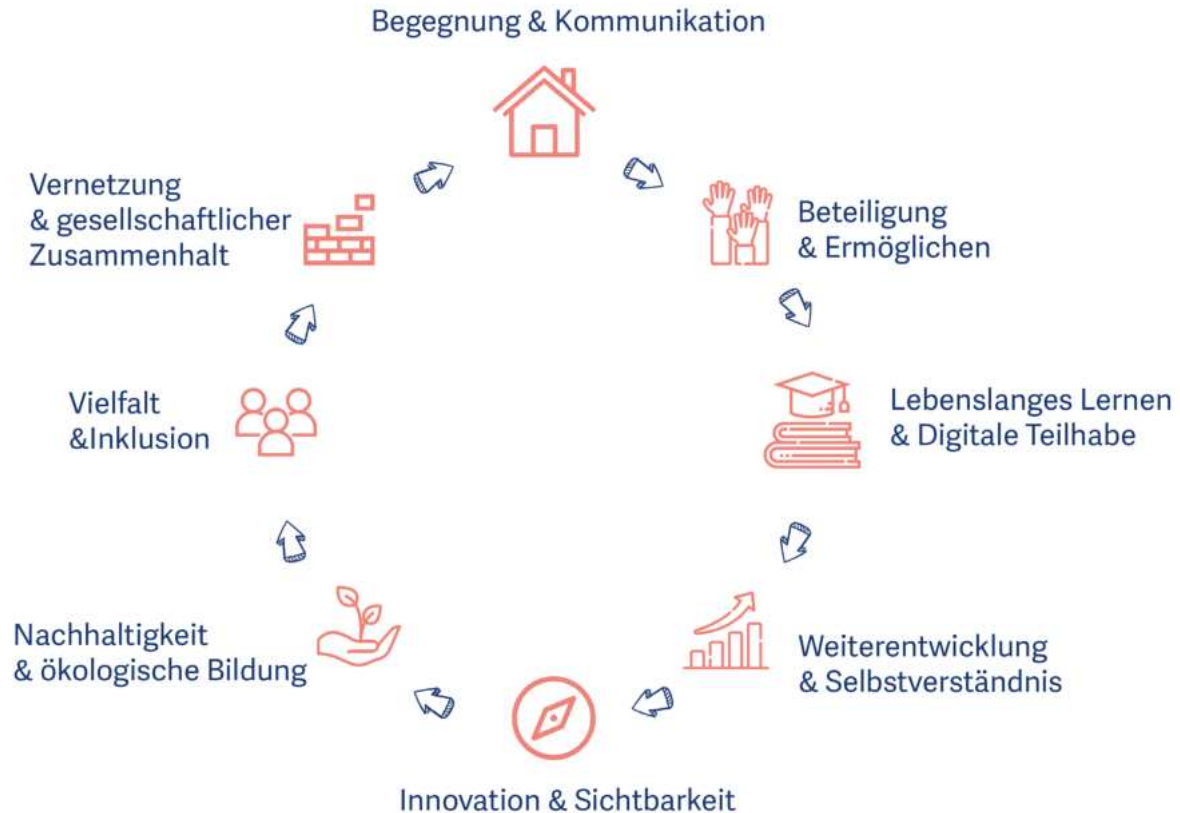 Begegnung & Kommunikation
Beteiligung
& Ermöglichen
Lebenslanges Lernen
& Digitale Teilhabe
Weiterentwicklung
& Selbstverständnis
Innovation & Sichtbarkeit
Nachhaltigkeit
& ökologische Bildung
Vielfalt
&Inklusion
Vernetzung
& gesellschaftlicher
Zusammenhalt